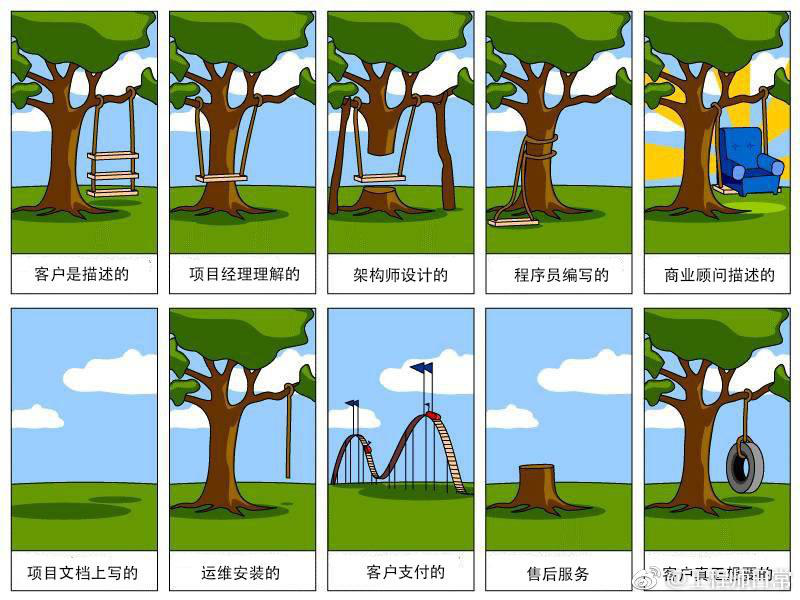 客户是描述的
项目经理理解的
架构师设计的
程序员编写的
商业顾问描述的
项目文档上写的
运维安装的
客户支付的
售后服务
客户真正想要的